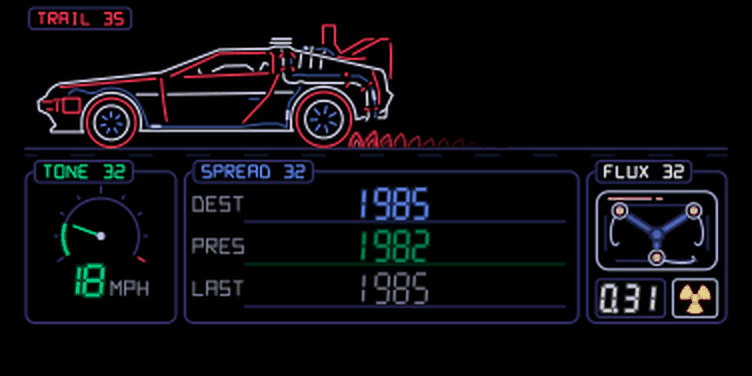 TRAIL 35
TONE 32
18 MPH
SPREAD 32
DEST 1985
PRES 1982
LAST 1985
FLUX 32
0.31